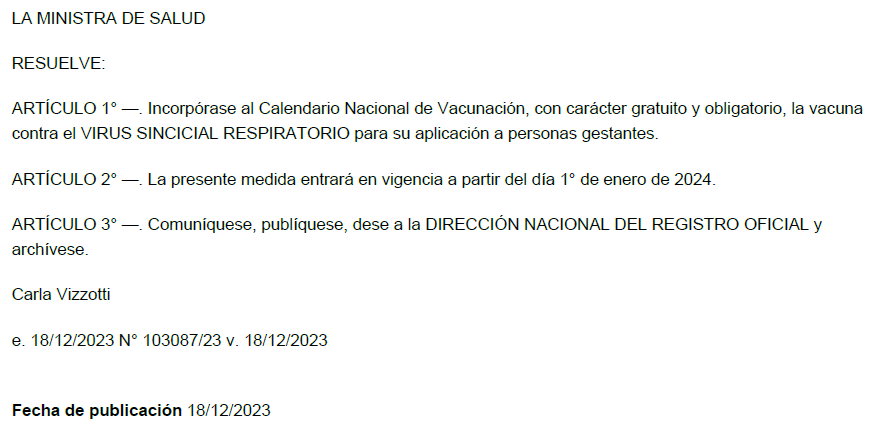 LA MINISTRA DE SALUD
RESUELVE:
ARTÍCULO 1° —. Incorpórase al Calendario Nacional de Vacunación, con carácter gratuito y obligatorio, la vacuna
contra el VIRUS SINCICIAL RESPIRATORIO para su aplicación a personas gestantes.
ARTÍCULO 2° —. La presente medida entrará en vigencia a partir del día 1° de enero de 2024.
ARTÍCULO 3° —. Comuníquese, publíquese, dese a la DIRECCIÓN NACIONAL DEL REGISTRO OFICIAL y
archívese.
Carla Vizzotti
e. 18/12/2023 N° 103087/23 v. 18/12/2023
Fecha de publicación 18/12/2023